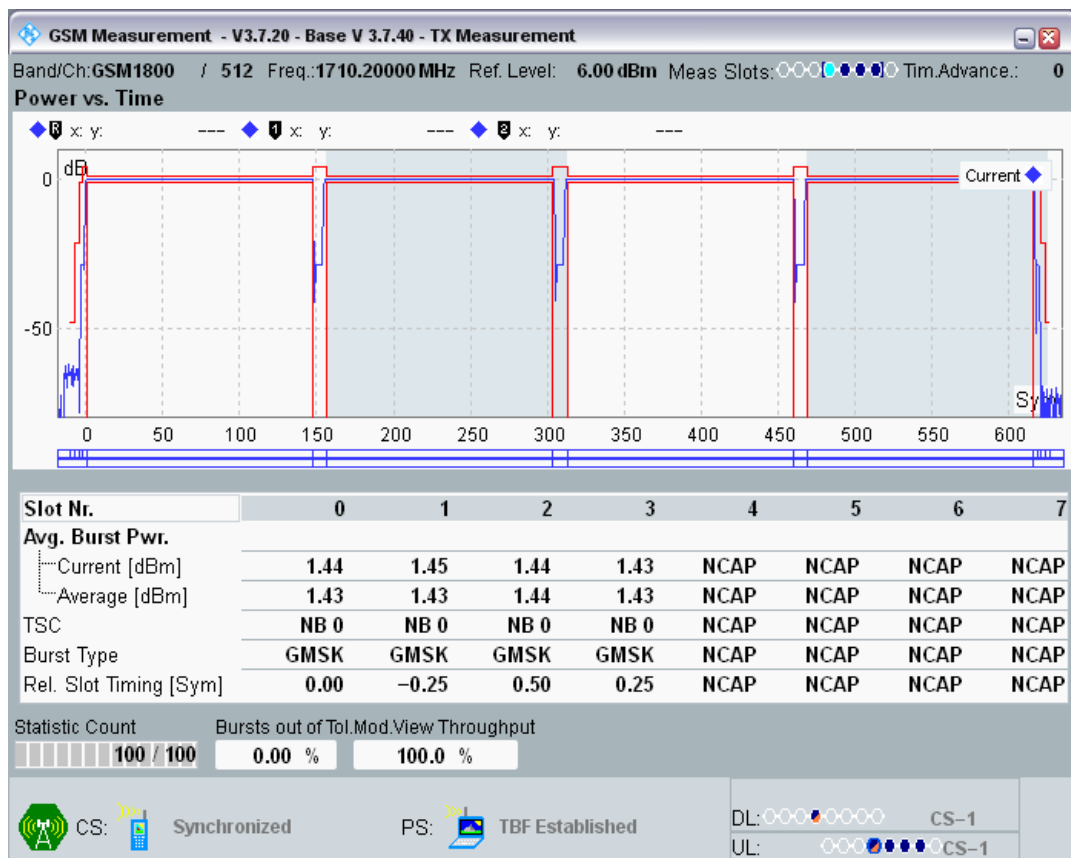 GSM Measurement - V3.7.20 - Base V 3.7.40 - TX Measurement
Band/Ch:GSM1800 / 512 Freq.:1710.20000 MHz Ref. Level: 6.00 dBm Meas Slots: Tim.Advance.: 0
Power vs. Time
R x: y: --- 1 x: y: --- 2 x: y: ---
dB
Current
0
-50
Sym
0 50 100 150 200 250 300 350 400 450 500 550 600
Slot Nr. 0 1 2 3 4 5 6 7
Avg. Burst Pwr.
Current [dBm] 1.44 1.45 1.44 1.43 NCAP NCAP NCAP NCAP
Average [dBm] 1.43 1.43 1.44 1.43 NCAP NCAP NCAP NCAP
TSC NB 0 NB 0 NB 0 NB 0 NCAP NCAP NCAP NCAP
Burst Type GMSK GMSK GMSK GMSK NCAP NCAP NCAP NCAP
Rel. Slot Timing [Sym] 0.00 −0.25 0.50 0.25 NCAP NCAP NCAP NCAP
Statistic Count Bursts out of Tol.Mod.View Throughput
100 / 100 0.00 % 100.0 %
CS: Synchronized PS: TBF Established
DL: CS−1
UL: CS−1